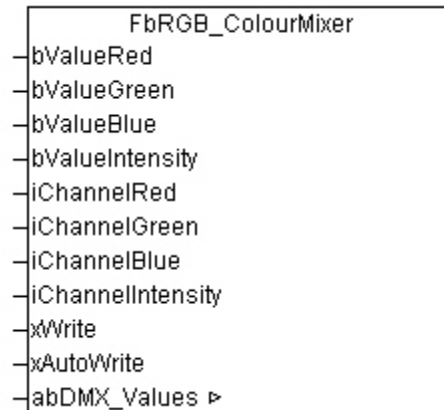 FbRGB_ColourMixer
bValueRed
bValueGreen
bValueBlue
bValueIntensity
iChannelRed
iChannelGreen
iChannelBlue
iChannelIntensity
xWrite
xAutoWrite
abDMX_Values ▷